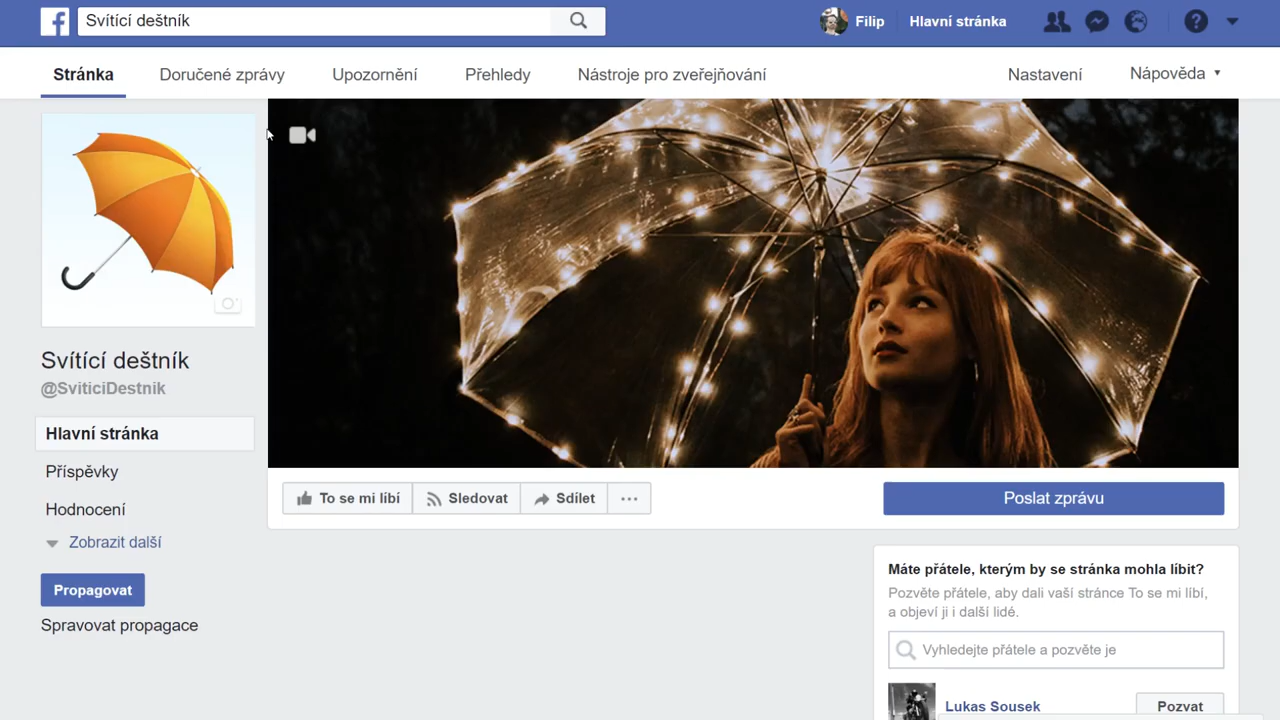 Svítící deštník
Filip
Hlavní stránka
Stránka
Doručené zprávy
Upozornění
Přehledy
Nástroje pro zveřejňování
Nastavení
Nápověda
Svítící deštník
@SviticiDestnik
Hlavní stránka
Příspěvky
Hodnocení
Zobrazit další
Propagovat
Spravovat propagace
To se mi líbí
Sledovat
Sdílet
Poslat zprávu
Máte přátele, kterým by se stránka mohla líbit?
Pozvěte přátele, aby dali vaší stránce To se mi líbí,
a objeví ji i další lidé.
Vyhledejte přátele a pozvěte je
Lukas Sousek
Pozvat